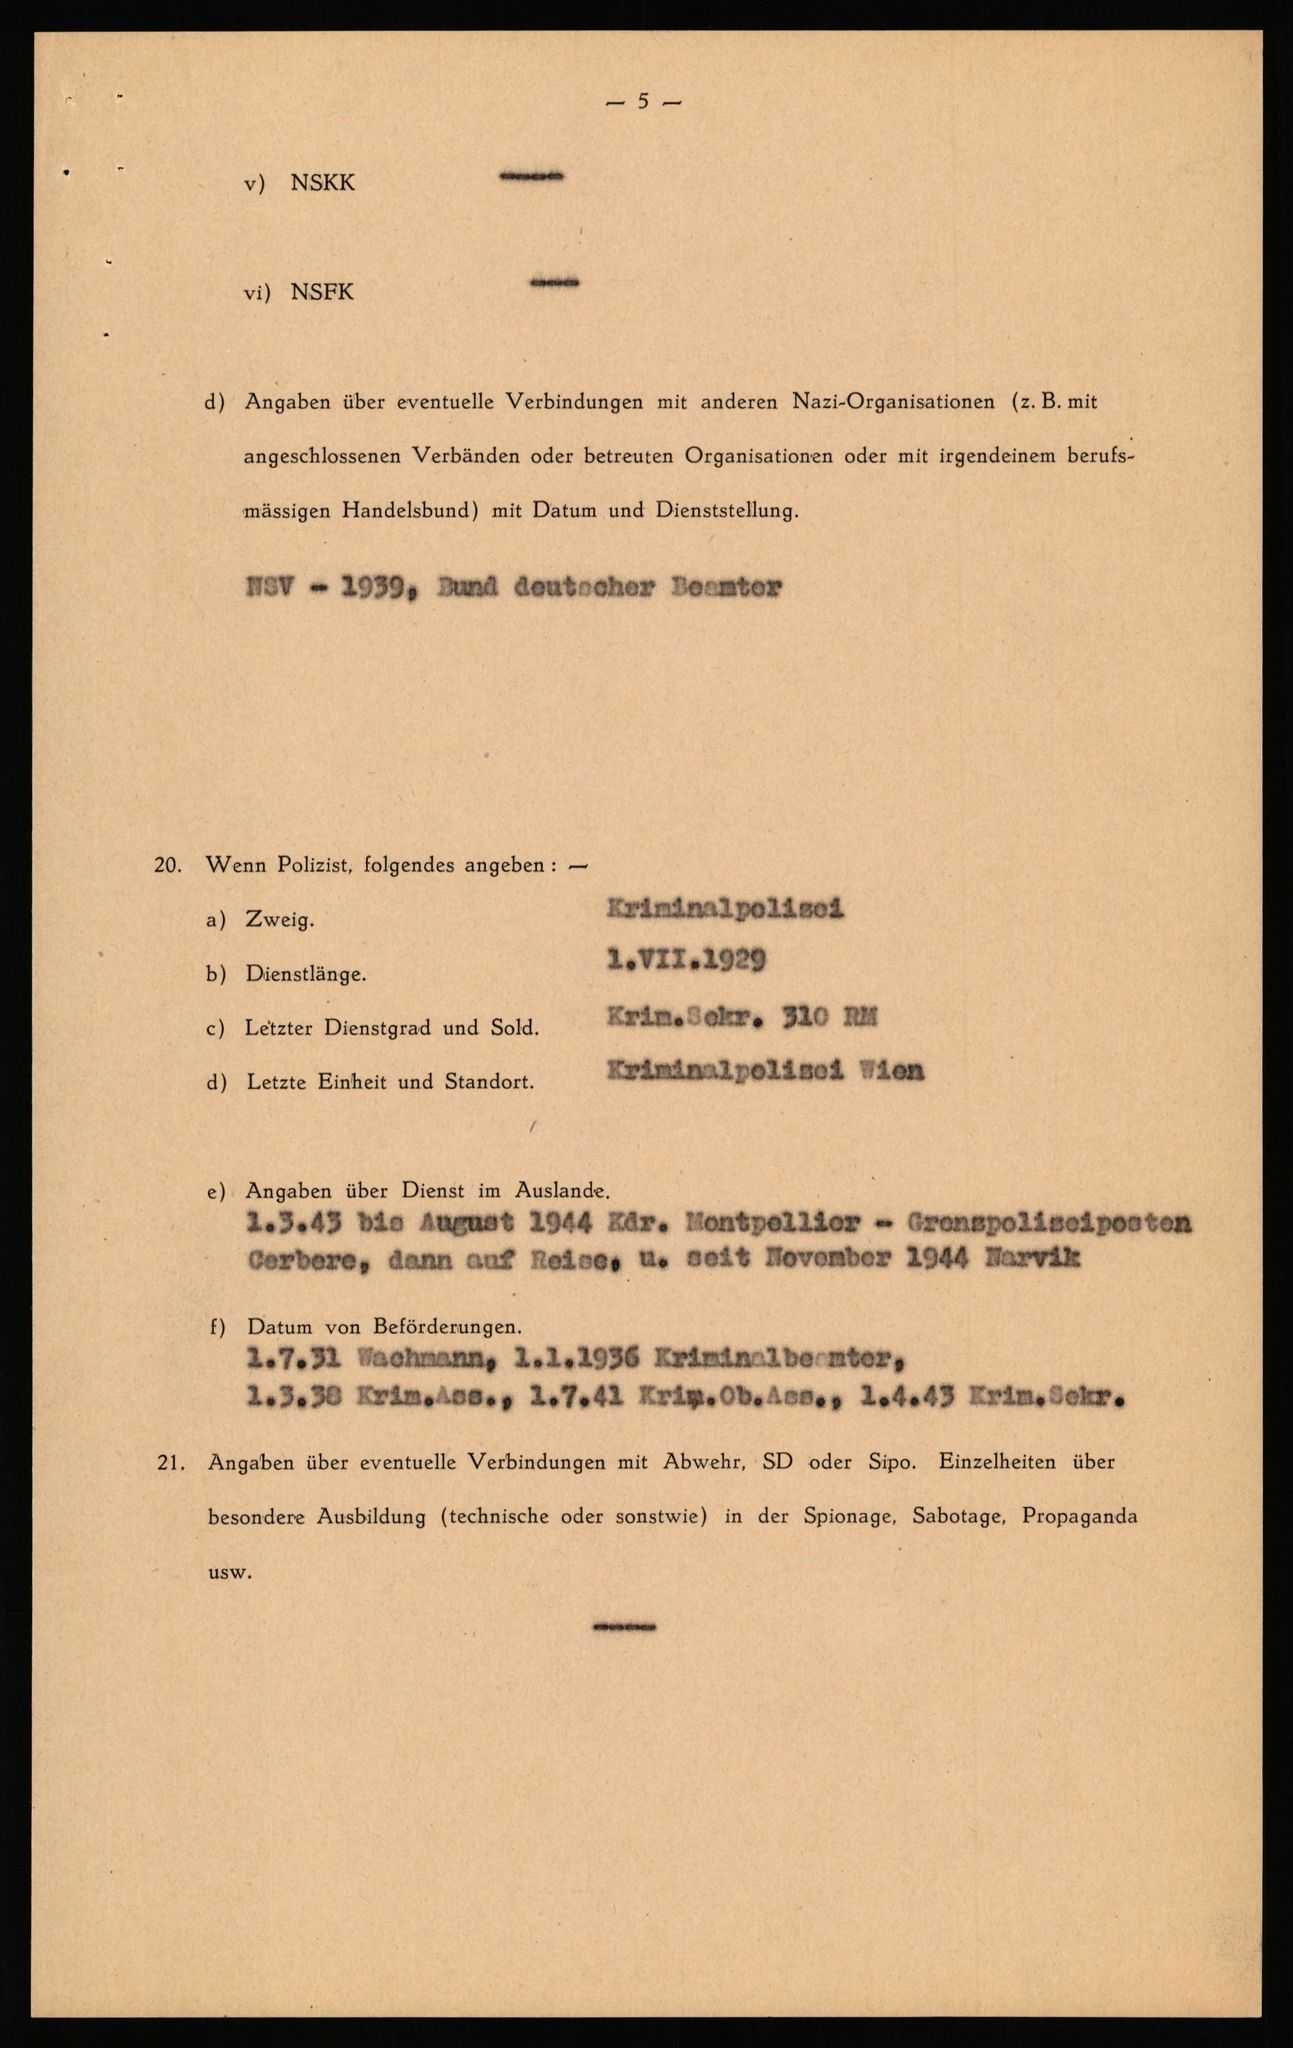 — 5 —
v) NSKK —
vi) NSFK —
d) Angaben über eventuelle Verbindungen mit anderen Nazi-Organisationen (z. B. mit
angeschlossenen Verbänden oder betreuten Organisationen oder mit irgendeinem berufs-
mässigen Handelsbund) mit Datum und Dienststellung.
NSV - 1939, Bund deutscher Beamter
20. Wenn Polizist, folgendes angeben : —
a) Zweig. Kriminalpolizei
b) Dienstlänge. 1.VII.1929
c) Letzter Dienstgrad und Sold. Krim.Sekr. 310 RM
d) Letzte Einheit und Standort. Kriminalpolizei Wien
e) Angaben über Dienst im Auslande.
1.3.43 bis August 1944 Kdr. Montpellier - Grenzpolizeiposten
Cerbere, dann auf Reise, u. seit November 1944 Narvik
f) Datum von Beförderungen.
1.7.31 Wachmann, 1.1.1936 Kriminalbeamter,
1.3.38 Krim.Ass., 1.7.41 Krim.Ob.Ass., 1.4.43 Krim.Sekr.
21. Angaben über eventuelle Verbindungen mit Abwehr, SD oder Sipo. Einzelheiten über
besondere Ausbildung (technische oder sonstwie) in der Spionage, Sabotage, Propaganda
usw.
—